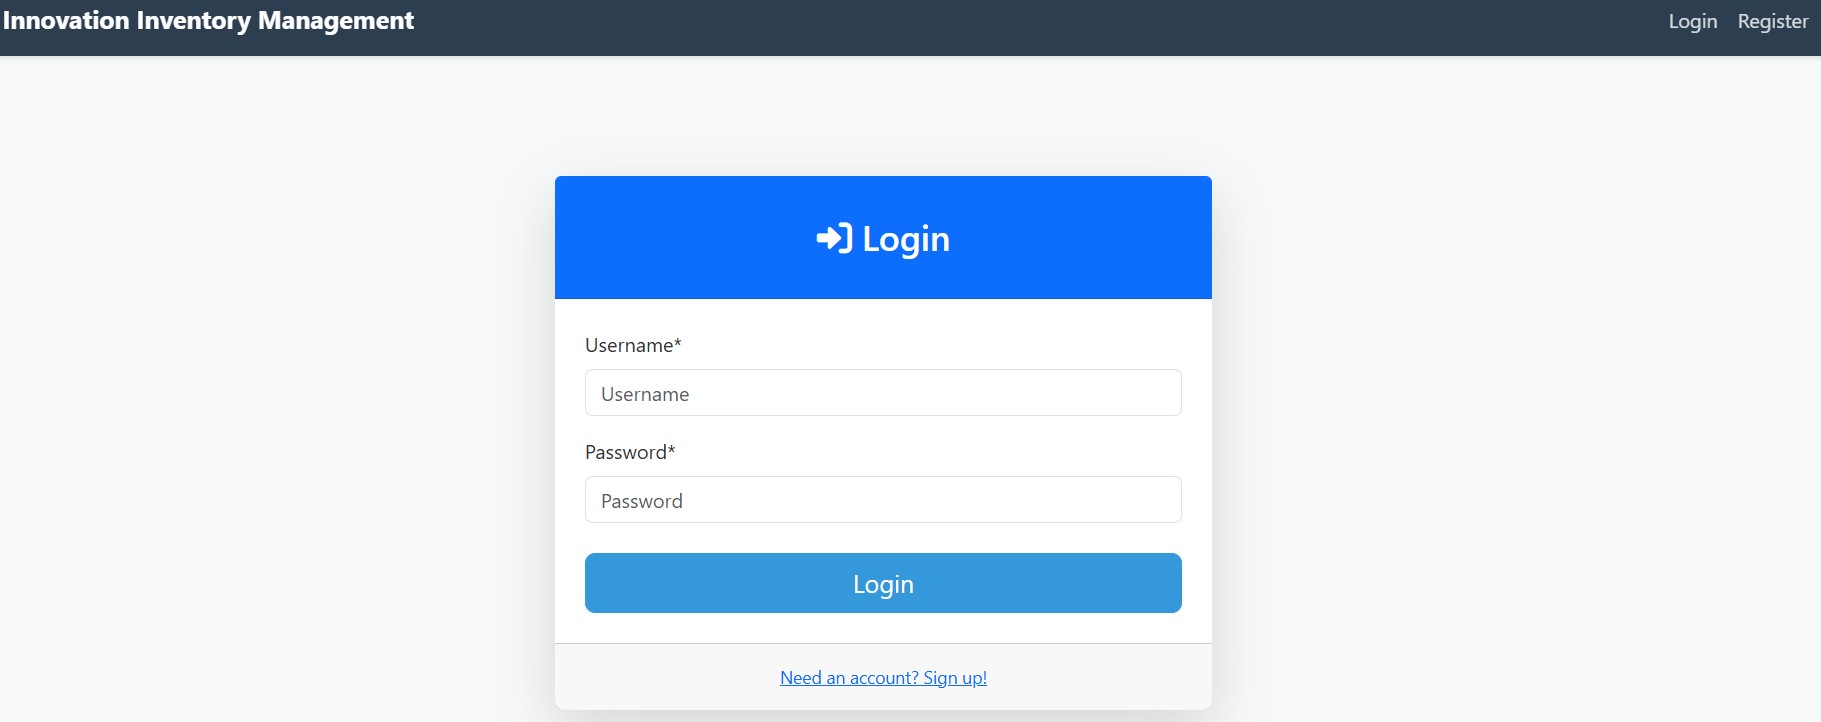 Innovation Inventory Management
Login Register
Login
Username*
Username
Password*
Password
Login
Need an account? Sign up!